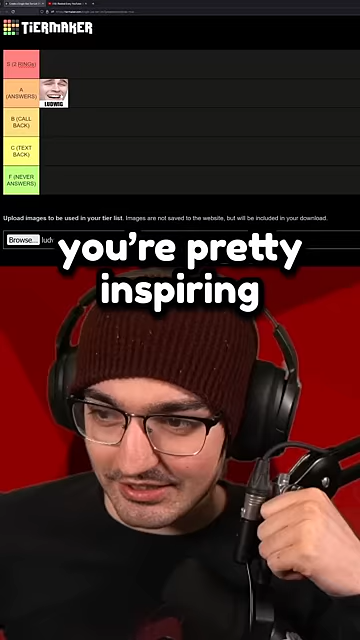 TIERMAKER
S (2 RINGs)
A
(ANSWERS)
LUDWIG
B (CALL
BACK)
C (TEXT
BACK)
F (NEVER
ANSWERS)
Upload images to be used in your tier list. Images are not saved to the website, but will be included in your download.
Browse... lud
you're pretty
inspiring